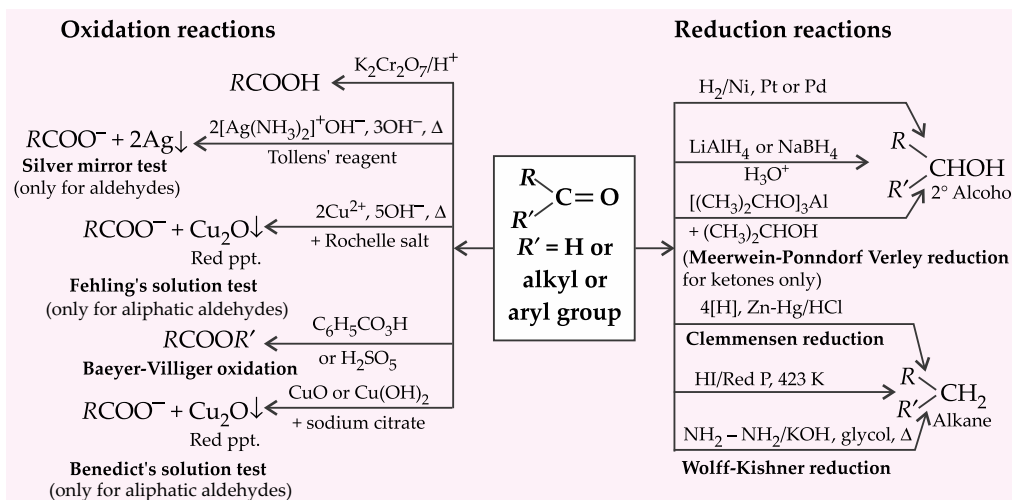 Oxidation reactions
K₂Cr₂O₇/H⁺
RCOOH
2[Ag(NH₃)₂]⁺OH⁻, 3OH⁻, Δ
RCOO⁻ + 2Ag↓
Tollens' reagent
Silver mirror test
(only for aldehydes)
2Cu²⁺, 5OH⁻, Δ
RCOO⁻ + Cu₂O↓
+ Rochelle salt
Red ppt.
Fehling's solution test
(only for aliphatic aldehydes)
C₆H₅CO₃H
RCOOR′
or H₂SO₅
Baeyer-Villiger oxidation
CuO or Cu(OH)₂
RCOO⁻ + Cu₂O↓
+ sodium citrate
Red ppt.
Benedict's solution test
(only for aliphatic aldehydes)
R
C=O
R′
R′ = H or
alkyl or
aryl group
Reduction reactions
H₂/Ni, Pt or Pd
R
LiAlH₄ or NaBH₄
CHOH
H₃O⁺
R′
2° Alcoho
[(CH₃)₂CHO]₃Al
+ (CH₃)₂CHOH
(Meerwein-Ponndorf Verley reduction
for ketones only)
4[H], Zn-Hg/HCl
Clemmensen reduction
R
HI/Red P, 423 K
CH₂
R′
Alkane
NH₂ – NH₂/KOH, glycol, Δ
Wolff-Kishner reduction